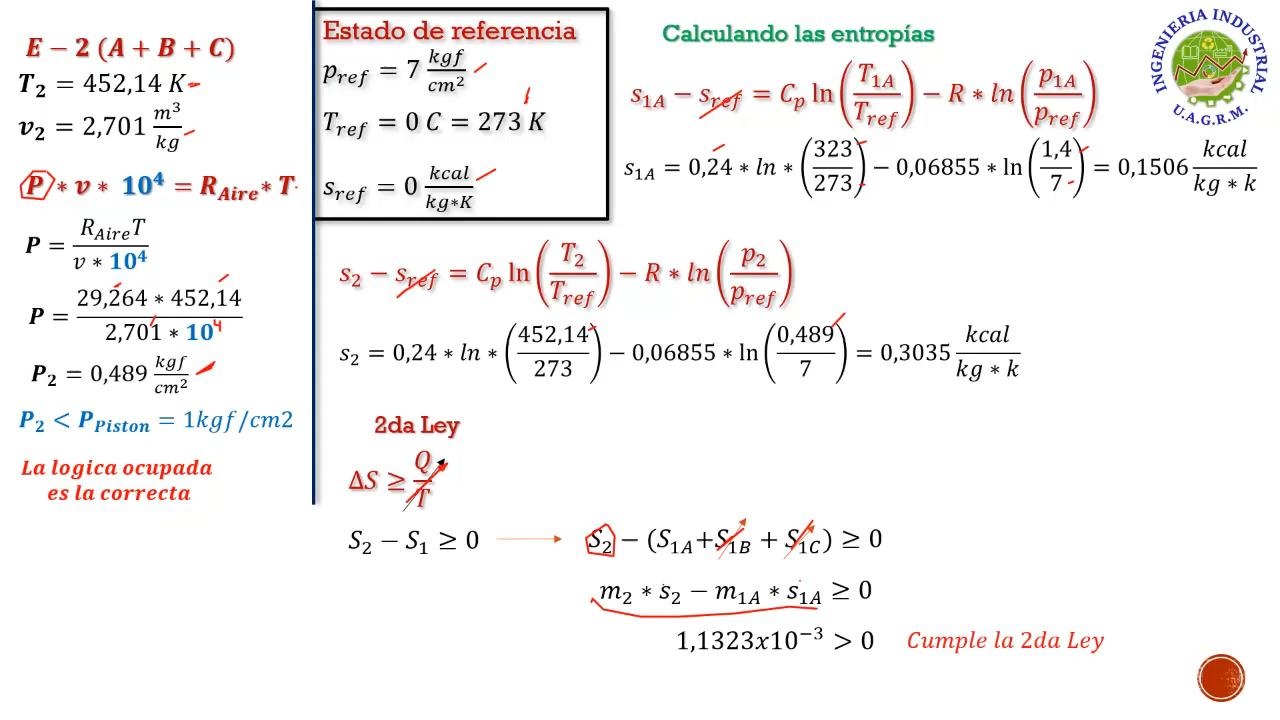 E − 2 (A + B + C)
T₂ = 452,14 K
v₂ = 2,701 m³/kg
P * v * 10⁴ = R_Aire * T
P = R_Aire T / v * 10⁴
P = 29,264 * 452,14 / 2,701 * 10⁴
P₂ = 0,489 kgf/cm²
P₂ < P_Piston = 1kgf/cm2
La logica ocupada
es la correcta
Estado de referencia
p_ref = 7 kgf/cm²
T_ref = 0 C = 273 K
s_ref = 0 kcal/kg*K
Calculando las entropías
s_1A − s_ref = C_p ln (T_1A/T_ref) − R * ln (p_1A/p_ref)
s_1A = 0,24 * ln * (323/273) − 0,06855 * ln (1,4/7) = 0,1506 kcal/kg * k
s₂ − s_ref = C_p ln (T₂/T_ref) − R * ln (p₂/p_ref)
s₂ = 0,24 * ln * (452,14/273) − 0,06855 * ln (0,489/7) = 0,3035 kcal/kg * k
2da Ley
ΔS ≥ Q/T
S₂ − S₁ ≥ 0
S₂ − (S_1A+S_1B + S_1C) ≥ 0
m₂ * s₂ − m_1A * s_1A ≥ 0
1,1323x10⁻³ > 0
Cumple la 2da Ley
INGENIERIA INDUSTRIAL
U.A.G.R.M.